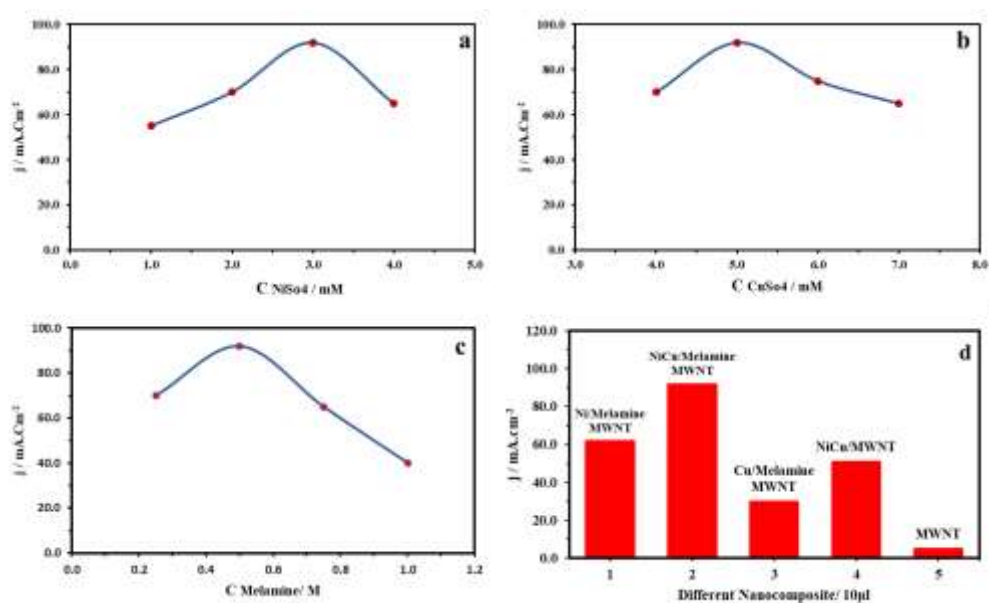 100.0
80.0
60.0
40.0
20.0
0.0
j / mA.Cm-2
a
0.0 1.0 2.0 3.0 4.0 5.0
C NiSo4 / mM
100.0
80.0
60.0
40.0
20.0
0.0
j / mA.Cm-2
b
3.0 4.0 5.0 6.0 7.0 8.0
C CuSo4 / mM
100.0
80.0
60.0
40.0
20.0
0.0
j / mA.Cm-2
c
0.0 0.2 0.4 0.6 0.8 1.0 1.2
C Melamine/ M
120.0
100.0
80.0
60.0
40.0
20.0
0.0
j / mA.cm-2
d
Ni/Melamine
MWNT
NiCu/Melamine
MWNT
Cu/Melamine
MWNT
NiCu/MWNT
MWNT
1 2 3 4 5
Different Nanocomposite/ 10µl